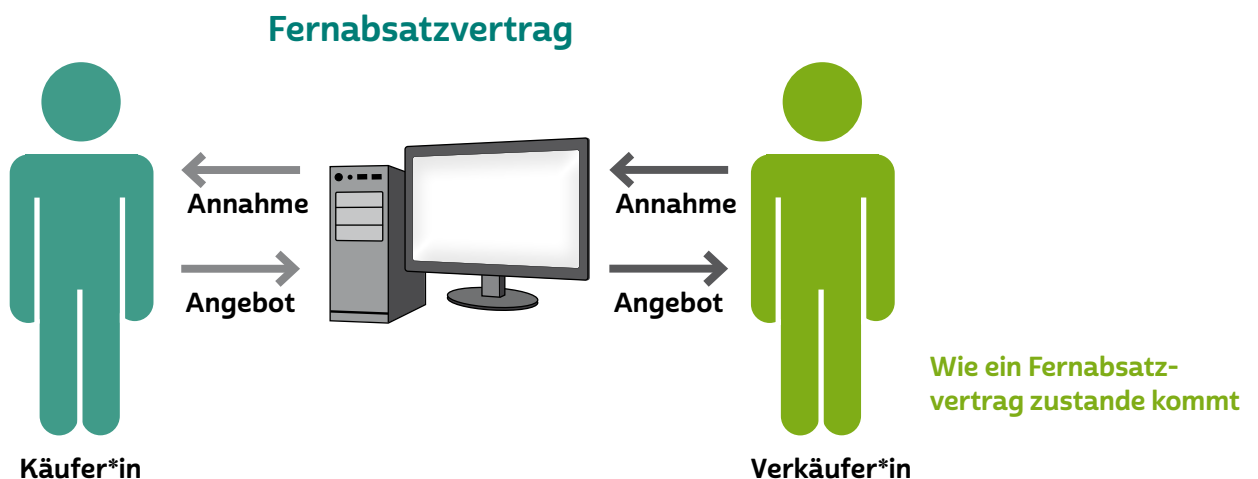 Fernabsatzvertrag
Annahme
Annahme
Angebot
Angebot
Wie ein Fernabsatz-
vertrag zustande kommt
Käufer*in
Verkäufer*in